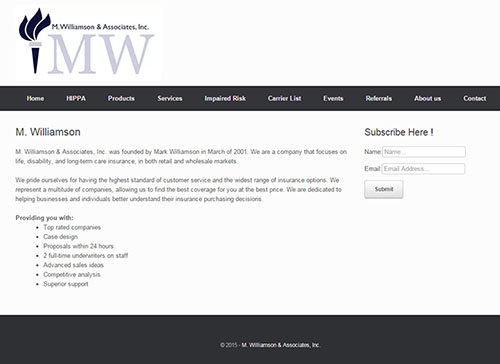 M. Williamson & Associates, Inc.
MW
Home HIPPA Products Services Impaired Risk Carrier List Events Referrals About us Contact
M. Williamson
M. Williamson & Associates, Inc. was founded by Mark Williamson in March of 2001. We are a company that focuses on
life, disability, and long-term care insurance, in both retail and wholesale markets.
We pride ourselves for having the highest standard of customer service and the widest range of insurance options. We
represent a multitude of companies, allowing us to find the best coverage for you at the best price. We are dedicated to
helping businesses and individuals better understand their insurance purchasing decisions.
Providing you with:
• Top rated companies
• Case design
• Proposals within 24 hours
• 2 full-time underwriters on staff
• Advanced sales ideas
• Competitive analysis
• Superior support
Subscribe Here !
Name: Name...
Email: Email Address...
Submit
© 2015 - M. Williamson & Associates, Inc.